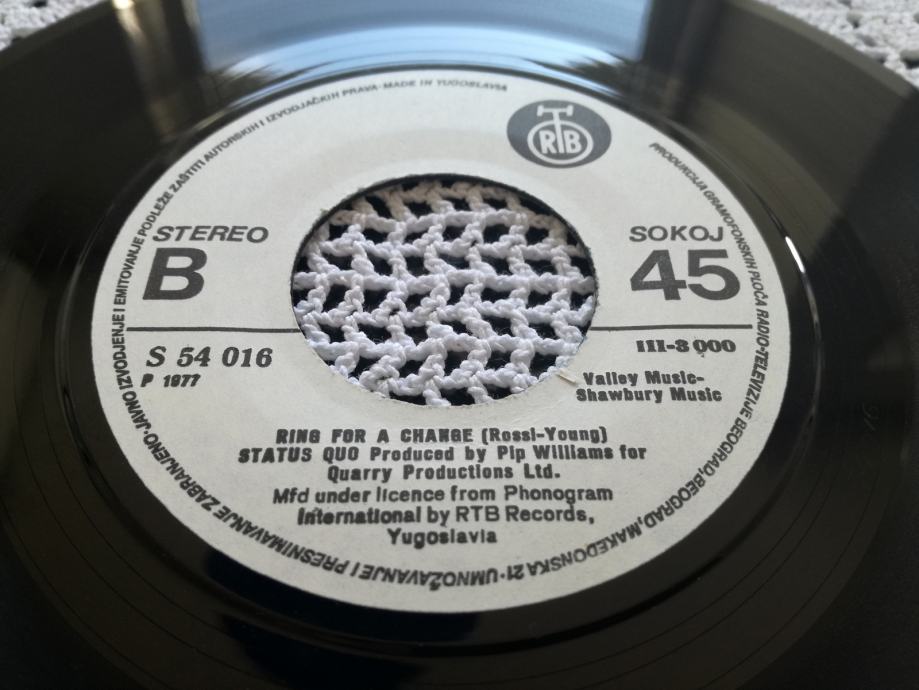 RTB
STEREO
B
SOKOJ
45
S 54 016
P 1977
III-8 000
Valley Music-
Shawbury Music
RING FOR A CHANGE (Rossi-Young)
STATUS QUO Produced by Pip Williams for
Quarry Productions Ltd.
Mfd under licence from Phonogram
International by RTB Records,
Yugoslavia
PRODUKCIJA GRAMOFONSKIH PLOČA RADIO-TELEVIZIJE BEOGRAD, BEOGRAD, MAKEDONSKA 21 · UMNOŽAVANJE I PRESNIMAVANJE ZABRANJENO · JAVNO IZVODJENJE I EMITOVANJE PODLEŽE ZAŠTITI AUTORSKIH I IZVODJAČKIH PRAVA · MADE IN YUGOSLAVIA